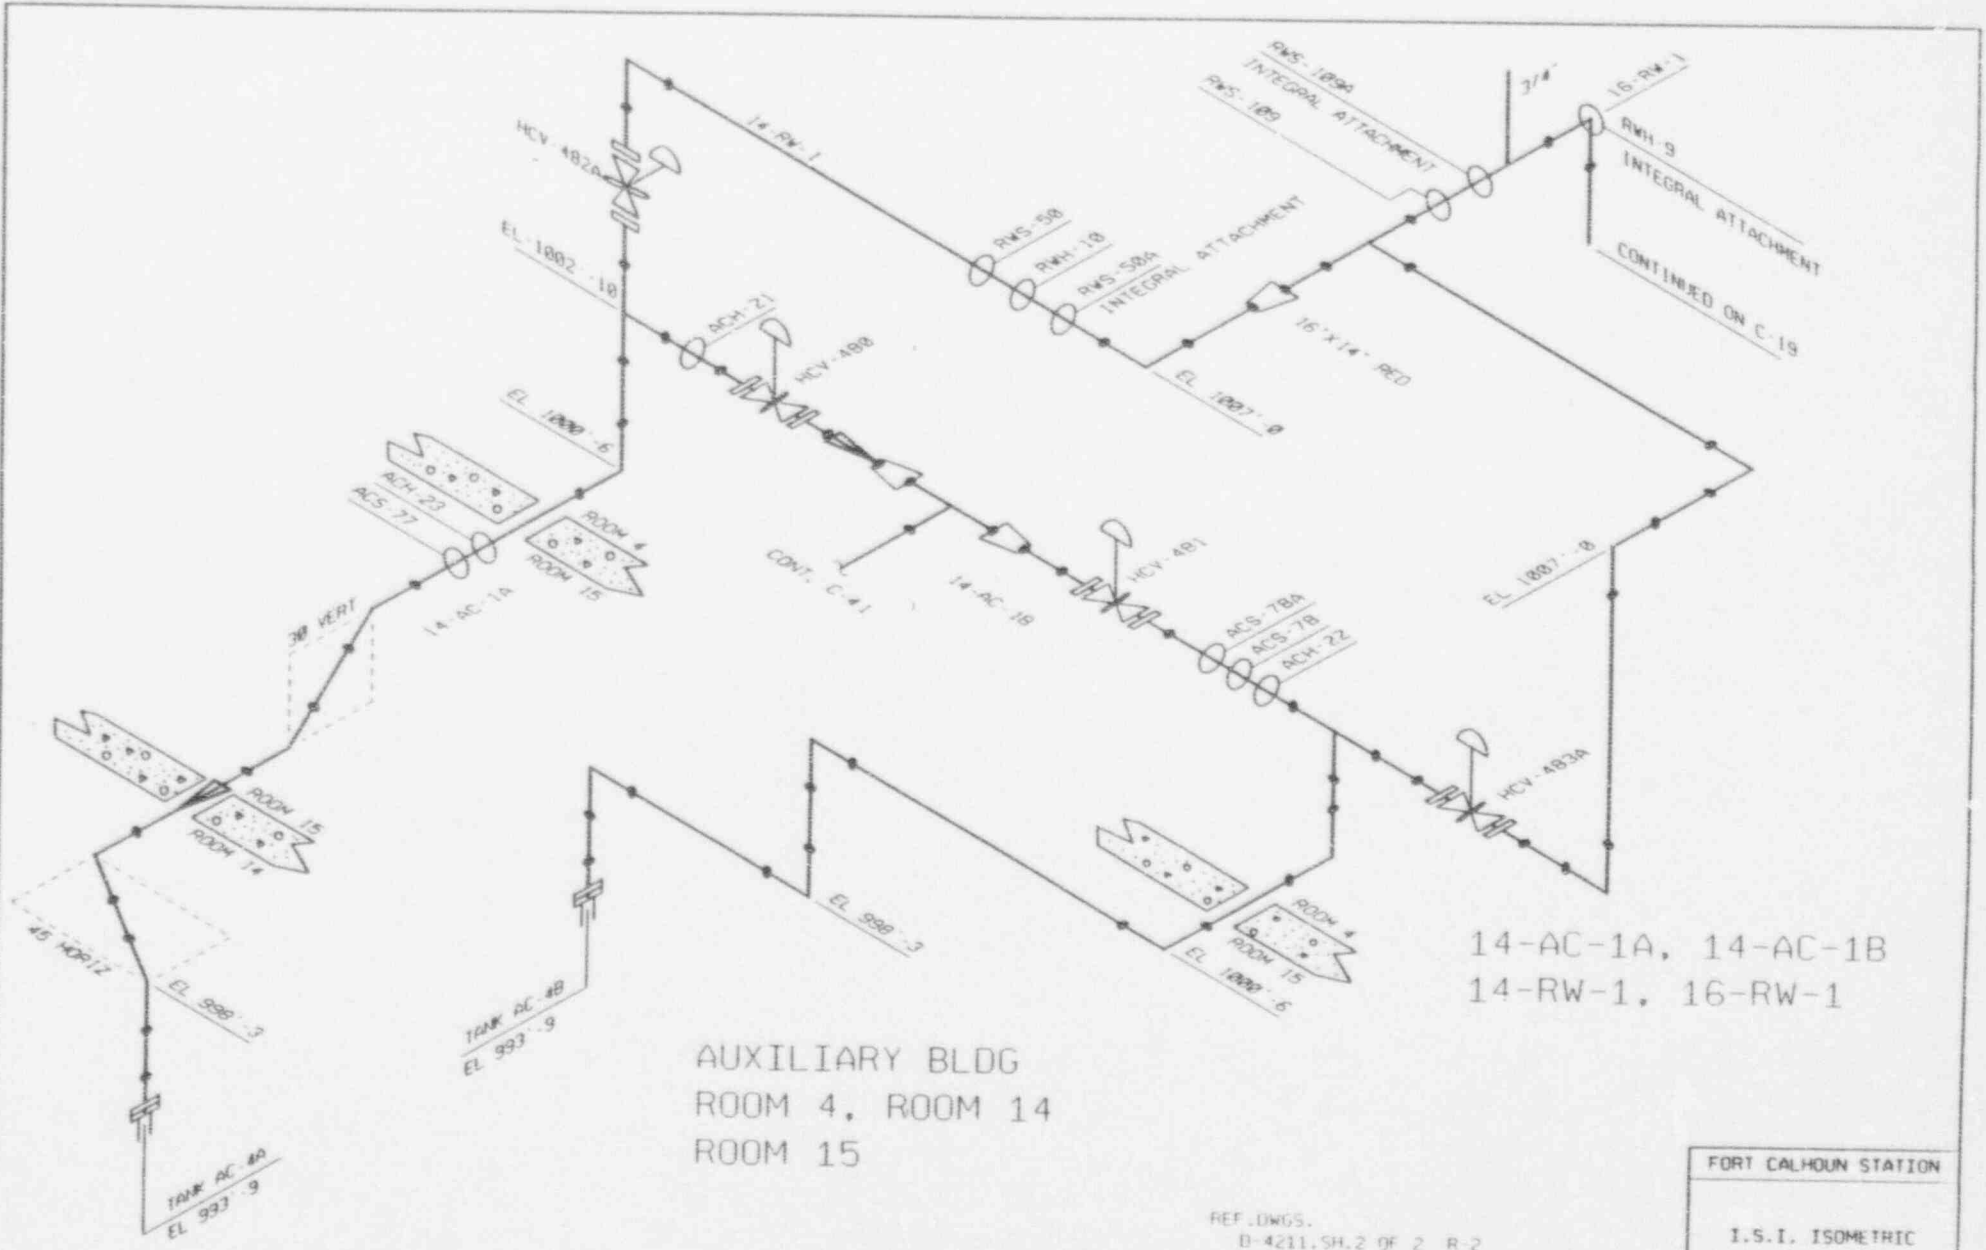 RWS-109A
INTEGRAL ATTACHMENT
RWS-109
3/4"
16-RW-1
RWH-9
INTEGRAL ATTACHMENT
CONTINUED ON C-19
14-RW-1
HCV-482A
EL-1002'-10
RWS-50
RWH-10
RWS-50A
INTEGRAL ATTACHMENT
16"X14" RED
EL 1007'-0
ACH-21
HCV-480
EL 1000'-6
ACH-23
ACS-77
ROOM 4
ROOM 15
14-AC-1A
30 VERT
CONT. C-41
14-AC-1B
HCV-481
EL 1007'-0
ACS-78A
ACS-78
ACH-22
HCV-483A
ROOM 15
ROOM 14
45 HORIZ
EL 998'-3
TANK AC-4A
EL 993'-9
TANK AC-4B
EL 993'-9
EL 998'-3
ROOM 4
ROOM 15
EL 1000'-6
14-AC-1A, 14-AC-1B
14-RW-1, 16-RW-1
AUXILIARY BLDG
ROOM 4, ROOM 14
ROOM 15
REF.DWGS.
D-4211.SH.2 OF 2 R-2
FORT CALHOUN STATION
I.S.I. ISOMETRIC